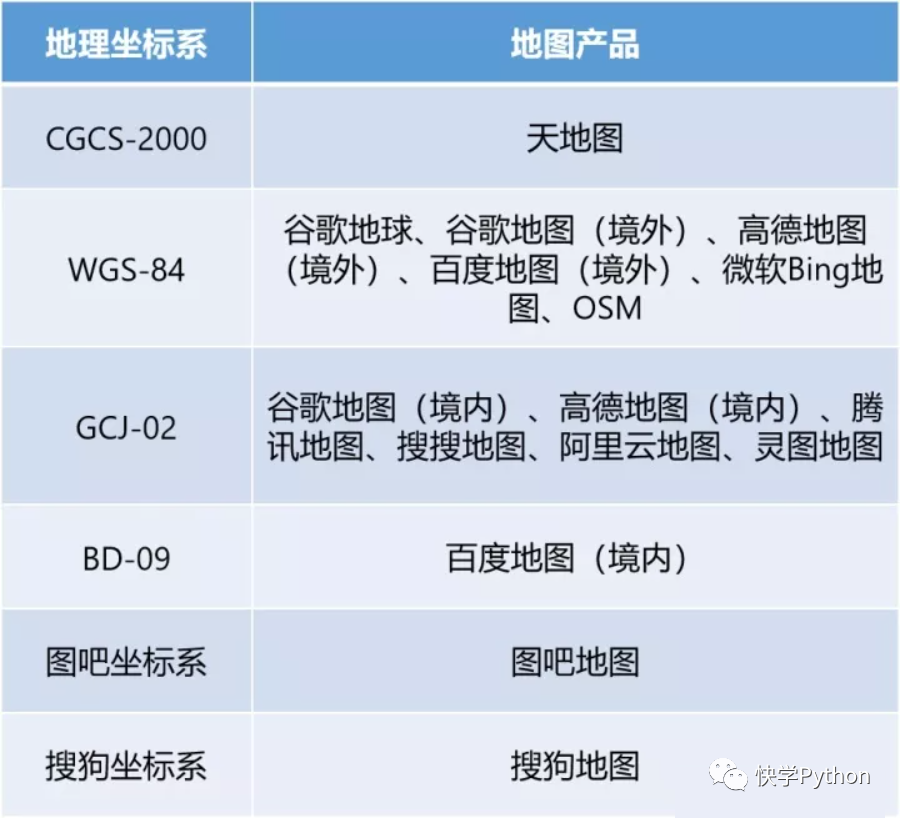 地理坐标系
地图产品
CGCS-2000
天地图
WGS-84
谷歌地球、谷歌地图（境外）、高德地图
（境外）、百度地图（境外）、微软Bing地
图、OSM
GCJ-02
谷歌地图（境内）、高德地图（境内）、腾
讯地图、搜搜地图、阿里云地图、灵图地图
BD-09
百度地图（境内）
图吧坐标系
图吧地图
搜狗坐标系
搜狗地图
快学Python